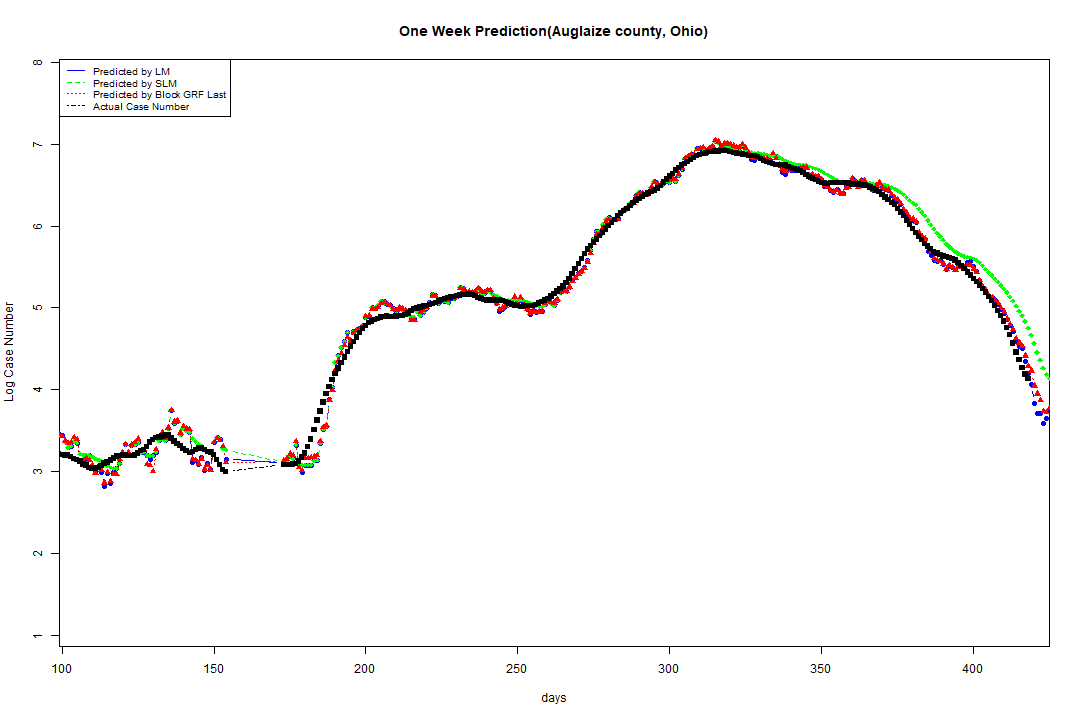 One Week Prediction(Auglaize county, Ohio)
Predicted by LM
Predicted by SLM
Predicted by Block GRF Last
Actual Case Number
8
7
6
5
4
3
2
1
Log Case Number
100 150 200 250 300 350 400
days